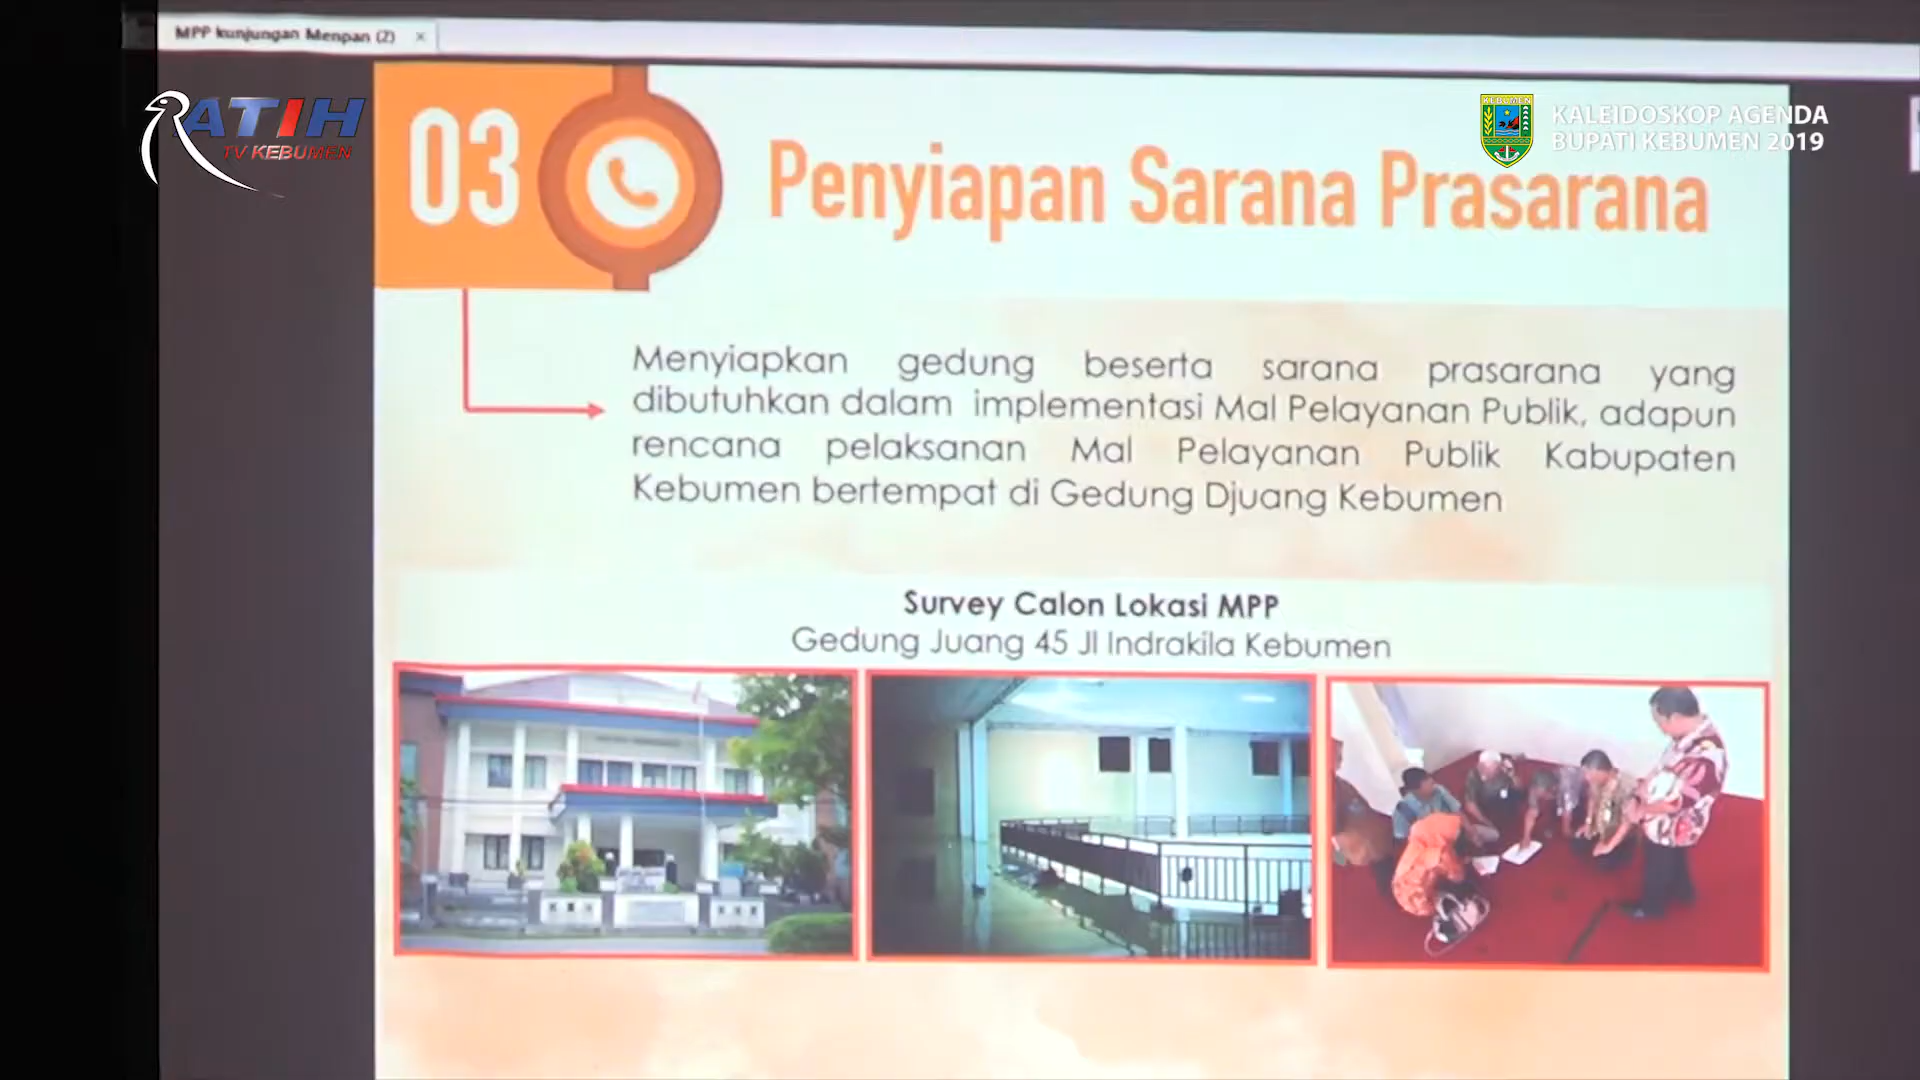 MPP kunjungan Menpan (2) ×
RATIH
TV KEBUMEN
KEBUMEN
KALEIDOSKOP AGENDA
BUPATI KEBUMEN 2019
03
Penyiapan Sarana Prasarana
Menyiapkan gedung beserta sarana prasarana yang
dibutuhkan dalam implementasi Mal Pelayanan Publik, adapun
rencana pelaksanan Mal Pelayanan Publik Kabupaten
Kebumen bertempat di Gedung Djuang Kebumen
Survey Calon Lokasi MPP
Gedung Juang 45 Jl Indrakila Kebumen